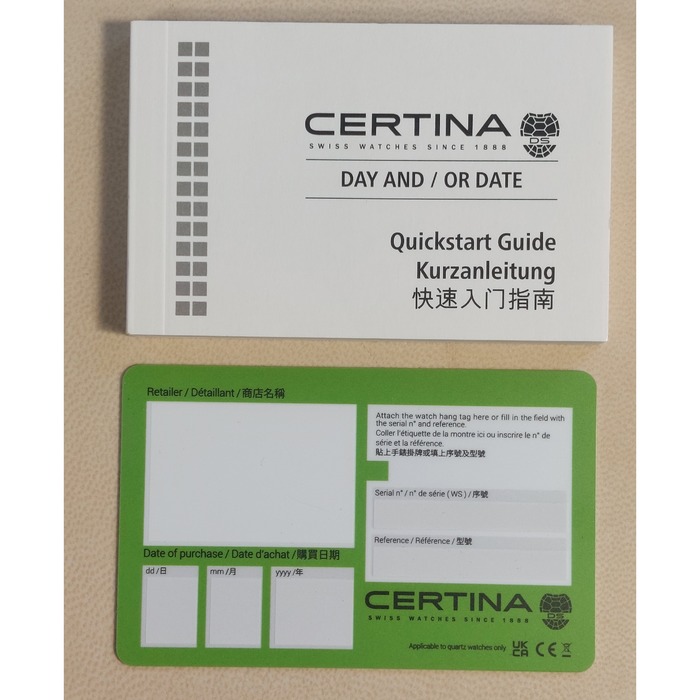 CERTINA
DS
SWISS WATCHES SINCE 1888
DAY AND / OR DATE
Quickstart Guide
Kurzanleitung
快速入门指南
Retailer / Détaillant / 商店名稱
Attach the watch hang tag here or fill in the field with
the serial n° and reference.
Coller l'étiquette de la montre ici ou inscrire le n° de
série et la référence.
貼上手錶掛牌或填上序號及型號
Serial n° / n° de série ( WS ) / 序號
Reference / Référence / 型號
Date of purchase / Date d'achat / 購買日期
dd / 日
mm / 月
yyyy / 年
CERTINA
DS
SWISS WATCHES SINCE 1888
Applicable to quartz watches only
UK
CA
CE